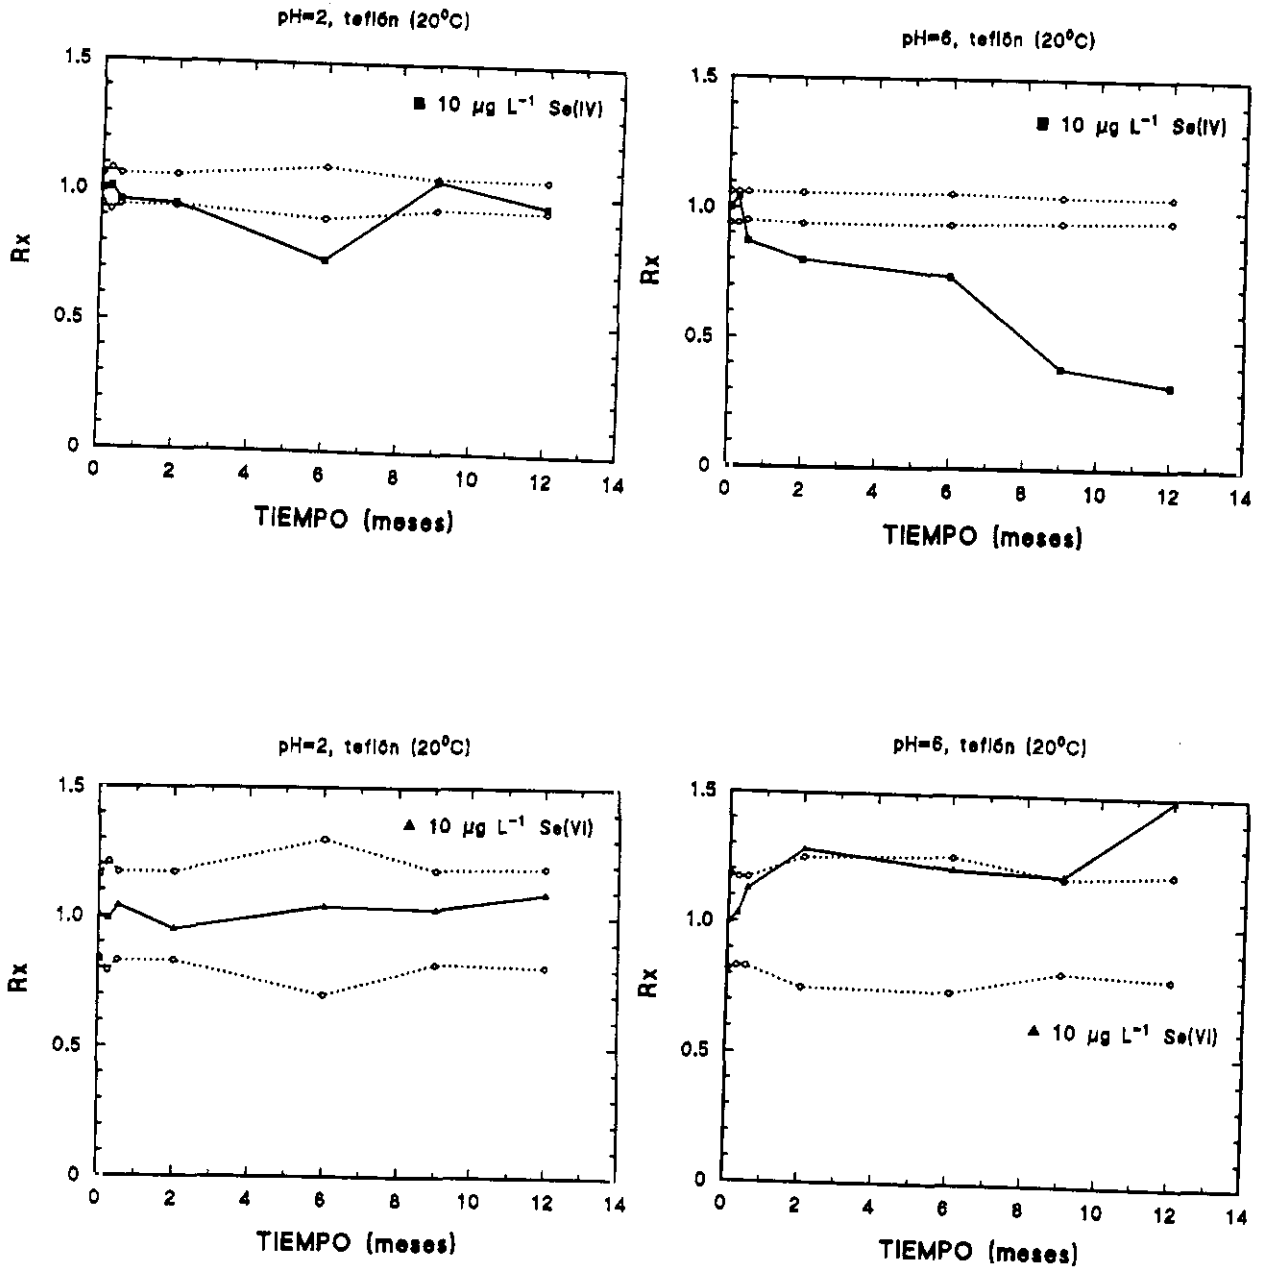 pH=2, teflón (20⁰C)
1.5
1.0
0.5
0
Rx
■ 10 µg L⁻¹ Se(IV)
0 2 4 6 8 10 12 14
TIEMPO (meses)
pH=6, teflón (20⁰C)
1.5
1.0
0.5
0
Rx
■ 10 µg L⁻¹ Se(IV)
0 2 4 6 8 10 12 14
TIEMPO (meses)
pH=2, teflón (20⁰C)
1.5
1.0
0.5
0
Rx
▲ 10 µg L⁻¹ Se(VI)
0 2 4 6 8 10 12 14
TIEMPO (meses)
pH=6, teflón (20⁰C)
1.5
1.0
0.5
0
Rx
▲ 10 µg L⁻¹ Se(VI)
0 2 4 6 8 10 12 14
TIEMPO (meses)